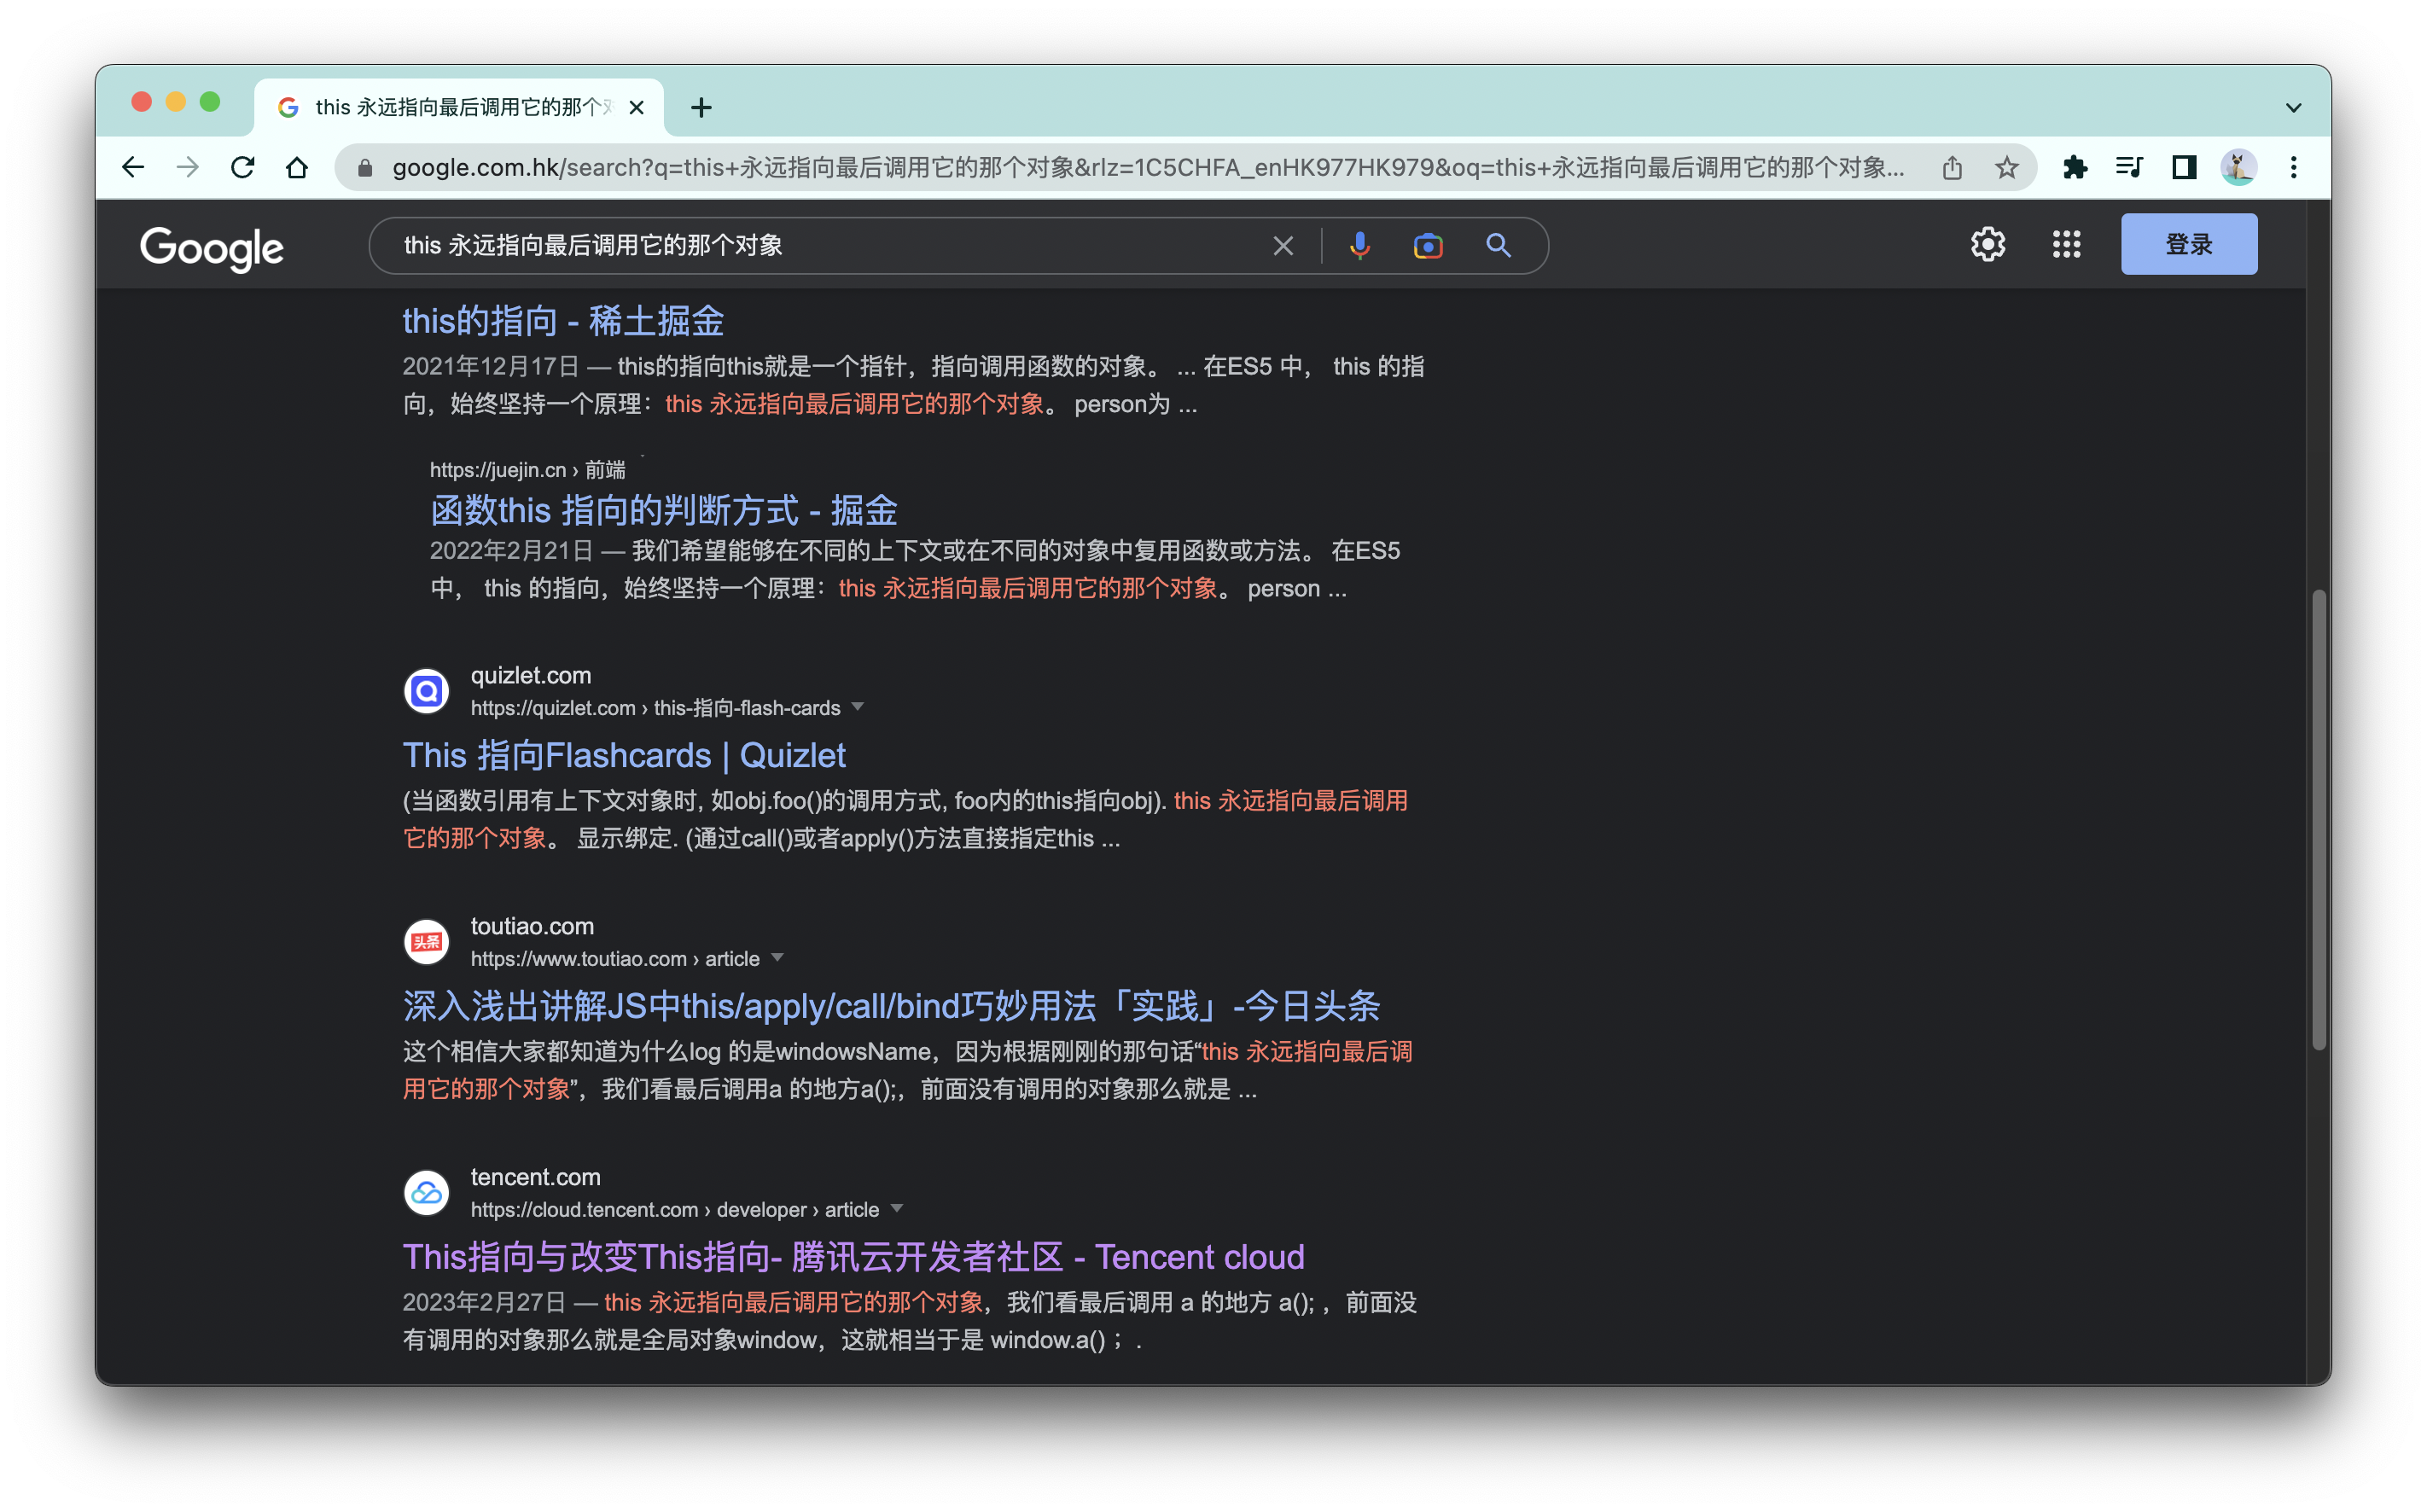 this 永远指向最后调用它的那个
google.com.hk/search?q=this+永远指向最后调用它的那个对象&rlz=1C5CHFA_enHK977HK979&oq=this+永远指向最后调用它的那个对象...
Google
this 永远指向最后调用它的那个对象
登录
this的指向 - 稀土掘金
2021年12月17日 — this的指向this就是一个指针，指向调用函数的对象。 ... 在ES5 中， this 的指
向，始终坚持一个原理：this 永远指向最后调用它的那个对象。 person为 ...
https://juejin.cn › 前端
函数this 指向的判断方式 - 掘金
2022年2月21日 — 我们希望能够在不同的上下文或在不同的对象中复用函数或方法。 在ES5
中， this 的指向，始终坚持一个原理：this 永远指向最后调用它的那个对象。 person ...
quizlet.com
https://quizlet.com › this-指向-flash-cards
This 指向Flashcards | Quizlet
(当函数引用有上下文对象时, 如obj.foo()的调用方式, foo内的this指向obj). this 永远指向最后调用
它的那个对象。 显示绑定. (通过call()或者apply()方法直接指定this ...
头条
toutiao.com
https://www.toutiao.com › article
深入浅出讲解JS中this/apply/call/bind巧妙用法「实践」-今日头条
这个相信大家都知道为什么log 的是windowsName，因为根据刚刚的那句话“this 永远指向最后调
用它的那个对象”，我们看最后调用a 的地方a();，前面没有调用的对象那么就是 ...
tencent.com
https://cloud.tencent.com › developer › article
This指向与改变This指向- 腾讯云开发者社区 - Tencent cloud
2023年2月27日 — this 永远指向最后调用它的那个对象，我们看最后调用 a 的地方 a(); ，前面没
有调用的对象那么就是全局对象window，这就相当于是 window.a() ；.